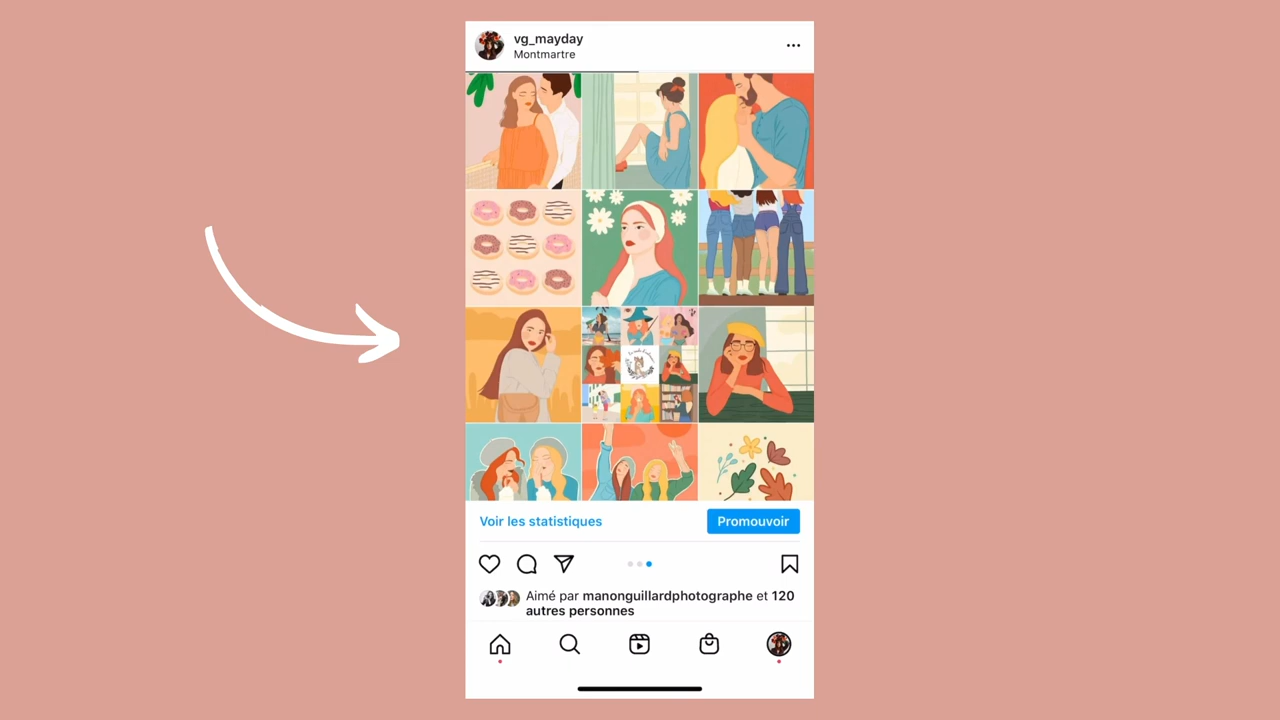 vg_mayday
Montmartre
Voir les statistiques
Promouvoir
Aimé par manonguillardphotographe et 120
autres personnes